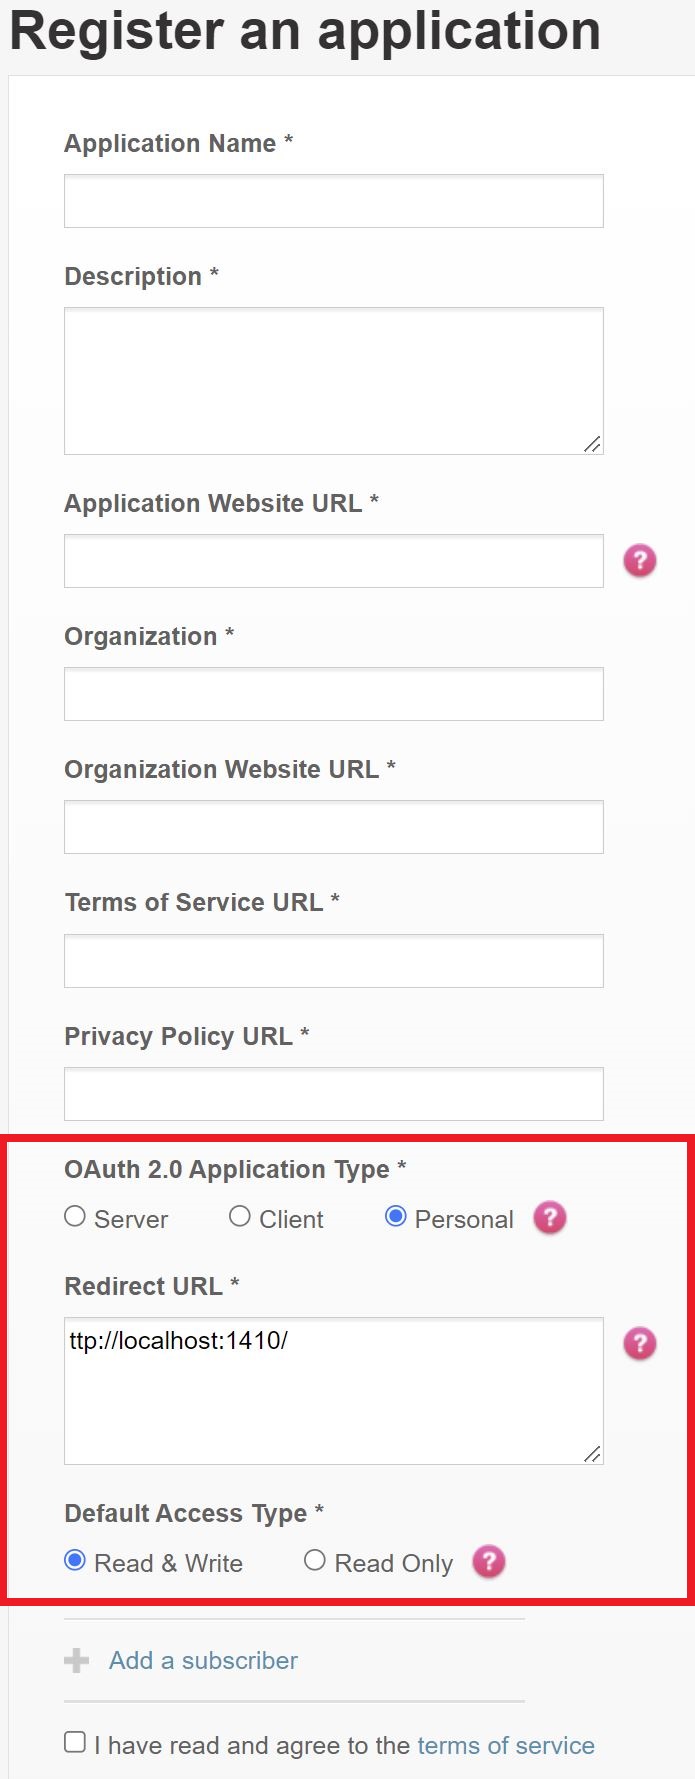 Register an application
Application Name *
Description *
Application Website URL *
?
Organization *
Organization Website URL *
Terms of Service URL *
Privacy Policy URL *
OAuth 2.0 Application Type *
Server Client Personal ?
Redirect URL *
ttp://localhost:1410/
?
Default Access Type *
Read & Write Read Only ?
Add a subscriber
I have read and agree to the terms of service